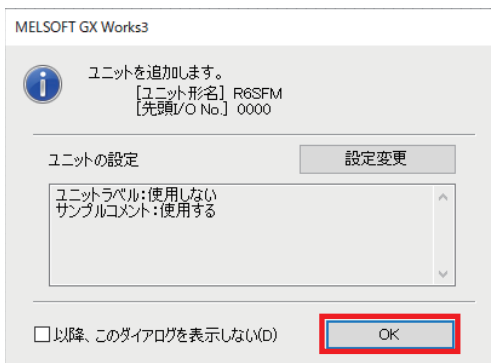 MELSOFT GX Works3
ユニットを追加します。
[ユニット形名] R6SFM
[先頭I/O No.] 0000
ユニットの設定
設定変更
ユニットラベル:使用しない
サンプルコメント:使用する
以降、このダイアログを表示しない(D)
OK